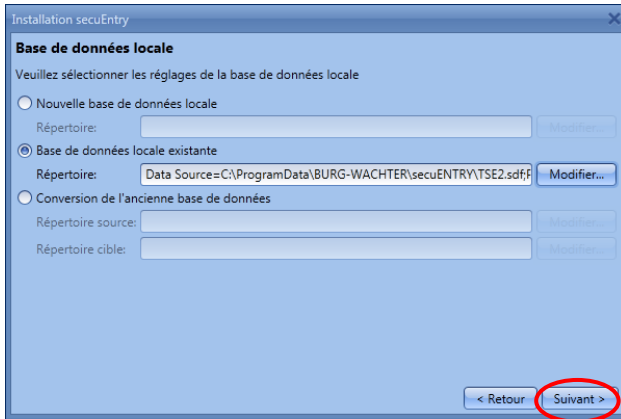 Installation secuEntry
Base de données locale
Veuillez sélectionner les réglages de la base de données locale
Nouvelle base de données locale
Répertoire: Modifier...
Base de données locale existante
Répertoire: Data Source=C:\ProgramData\BURG-WACHTER\secuENTRY\TSE2.sdf;F Modifier...
Conversion de l'ancienne base de données
Répertoire source: Modifier...
Répertoire cible: Modifier...
< Retour Suivant >